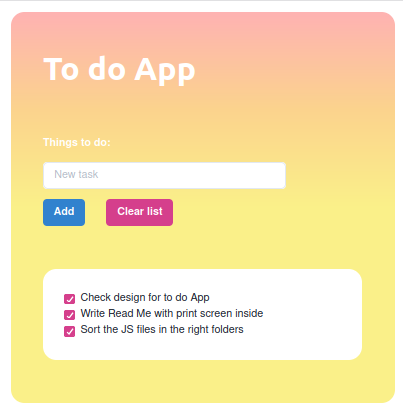 To do App
Things to do:
New task
Add Clear list
Check design for to do App
Write Read Me with print screen inside
Sort the JS files in the right folders